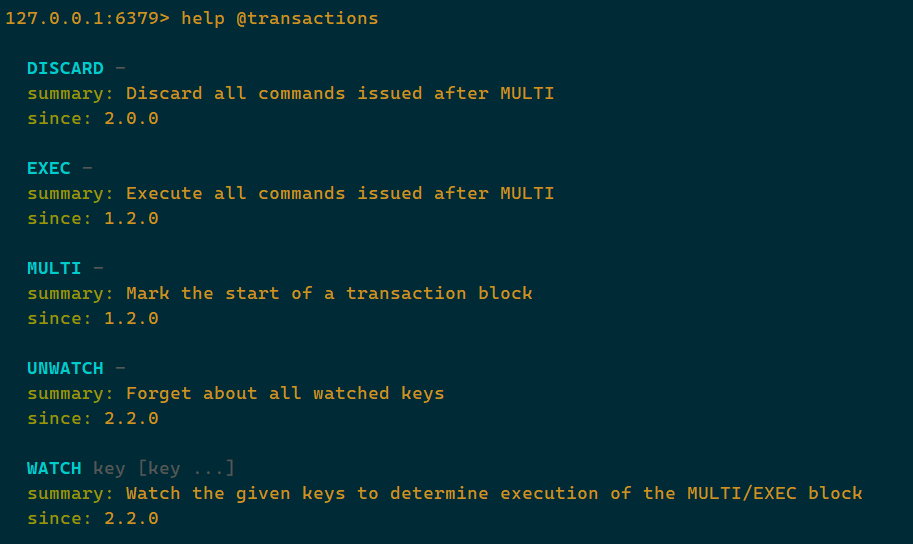 127.0.0.1:6379> help @transactions
DISCARD -
summary: Discard all commands issued after MULTI
since: 2.0.0
EXEC -
summary: Execute all commands issued after MULTI
since: 1.2.0
MULTI -
summary: Mark the start of a transaction block
since: 1.2.0
UNWATCH -
summary: Forget about all watched keys
since: 2.2.0
WATCH key [key ...]
summary: Watch the given keys to determine execution of the MULTI/EXEC block
since: 2.2.0